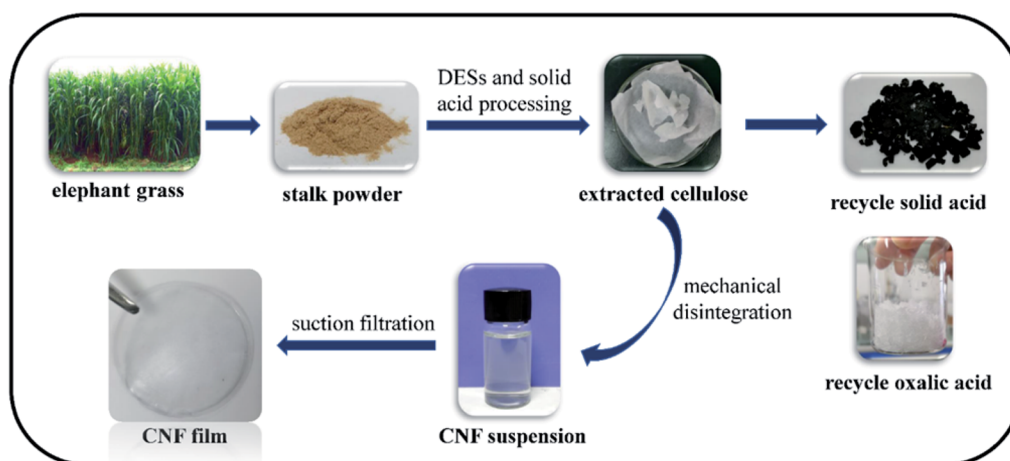 DESs and solid
acid processing
elephant grass
stalk powder
extracted cellulose
recycle solid acid
mechanical
disintegration
suction filtration
recycle oxalic acid
CNF film
CNF suspension